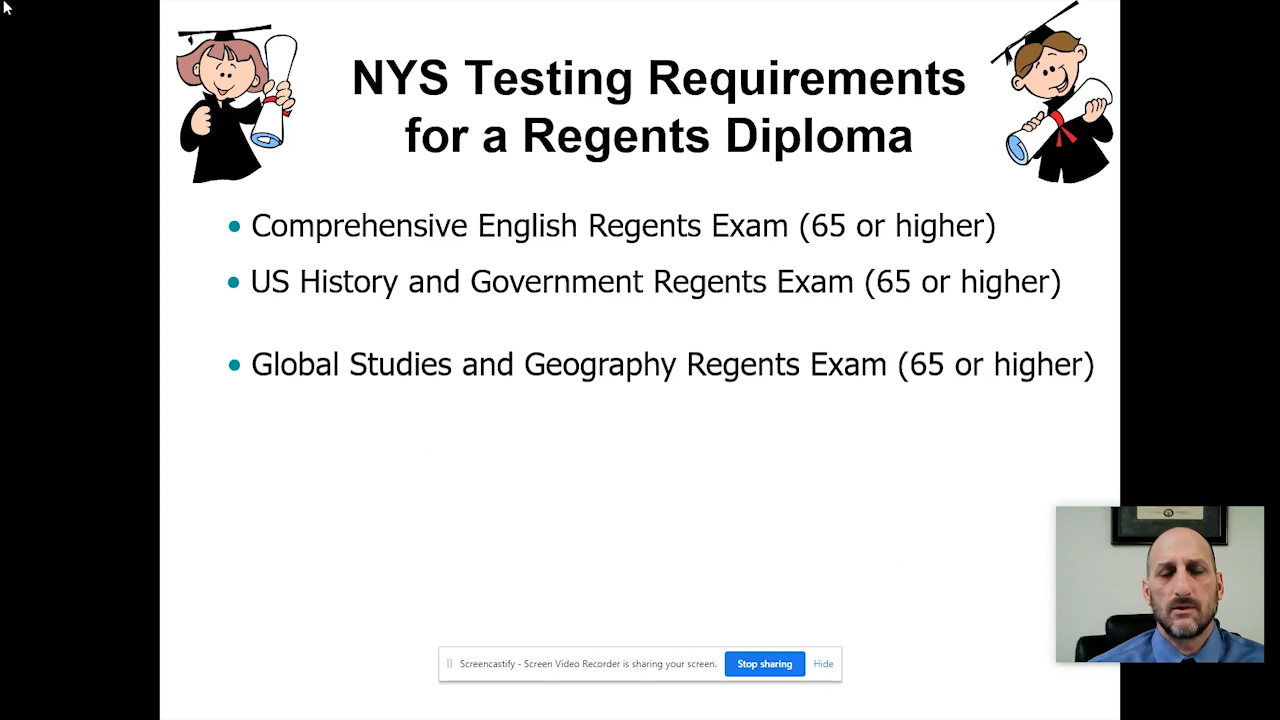 NYS Testing Requirements
for a Regents Diploma
• Comprehensive English Regents Exam (65 or higher)
• US History and Government Regents Exam (65 or higher)
• Global Studies and Geography Regents Exam (65 or higher)
Screencastify - Screen Video Recorder is sharing your screen.
Stop sharing
Hide